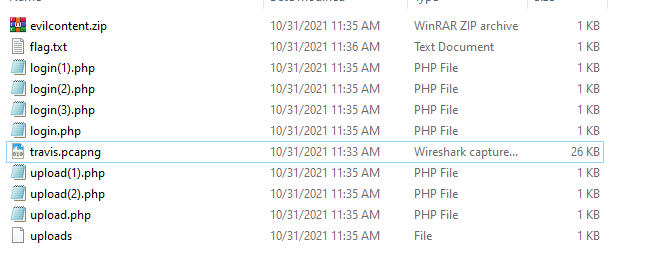 evilcontent.zip 10/31/2021 11:35 AM WinRAR ZIP archive 1 KB
flag.txt 10/31/2021 11:36 AM Text Document 1 KB
login(1).php 10/31/2021 11:35 AM PHP File 1 KB
login(2).php 10/31/2021 11:35 AM PHP File 1 KB
login(3).php 10/31/2021 11:35 AM PHP File 1 KB
login.php 10/31/2021 11:35 AM PHP File 1 KB
travis.pcapng 10/31/2021 11:33 AM Wireshark capture... 26 KB
upload(1).php 10/31/2021 11:35 AM PHP File 1 KB
upload(2).php 10/31/2021 11:35 AM PHP File 1 KB
upload.php 10/31/2021 11:35 AM PHP File 1 KB
uploads 10/31/2021 11:35 AM File 1 KB